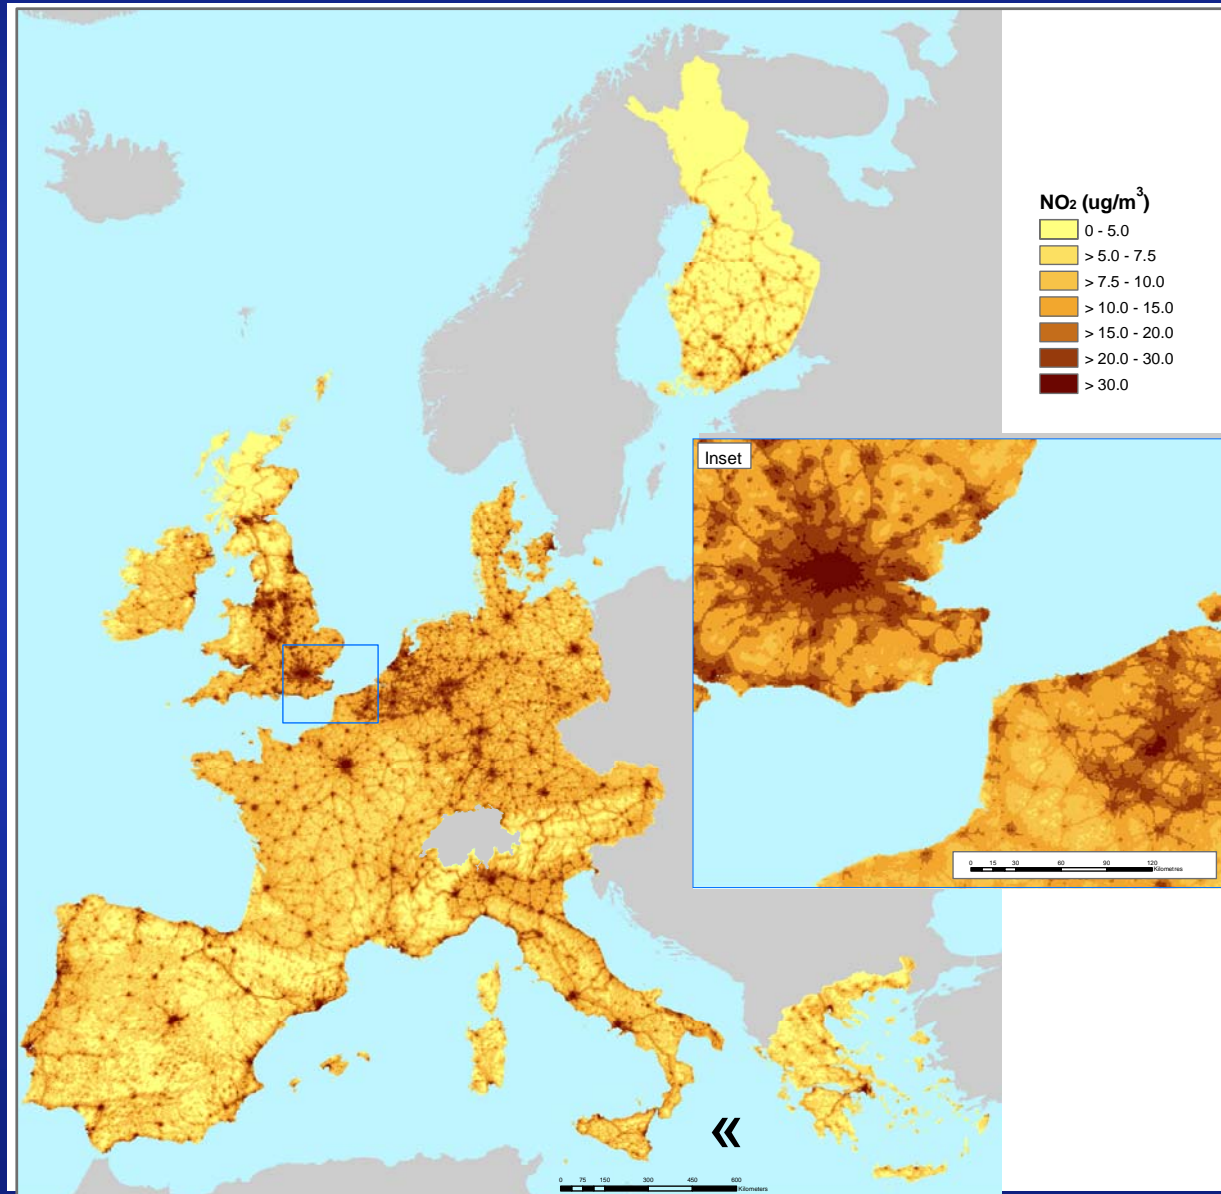 NO₂ (ug/m³)
0 - 5.0
> 5.0 - 7.5
> 7.5 - 10.0
> 10.0 - 15.0
> 15.0 - 20.0
> 20.0 - 30.0
> 30.0
Inset
0 15 30 60 90 120
Kilometres
«
0 75 150 300 450 600
Kilometers